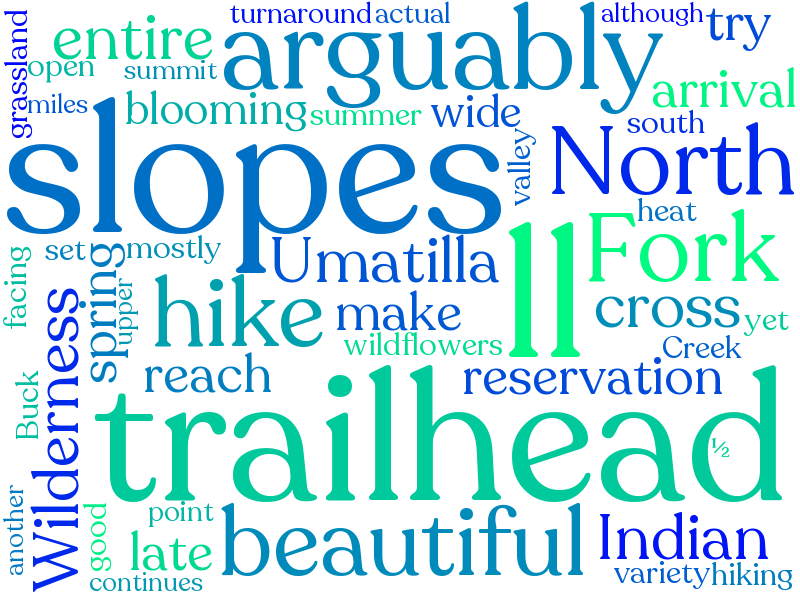 turnaround
actual
although
try
grassland
entire
arguably
open
summit
arrival
miles
blooming
summer
wide
south
slopes
valley
North
heat
set
mostly
Umatilla
ll
Fork
facing
spring
upper
hike
make
cross
yet
wildflowers
Creek
Wilderness
Buck
reach
reservation
trailhead
½
another
good
point
beautiful
Indian
late
continues
variety
hiking